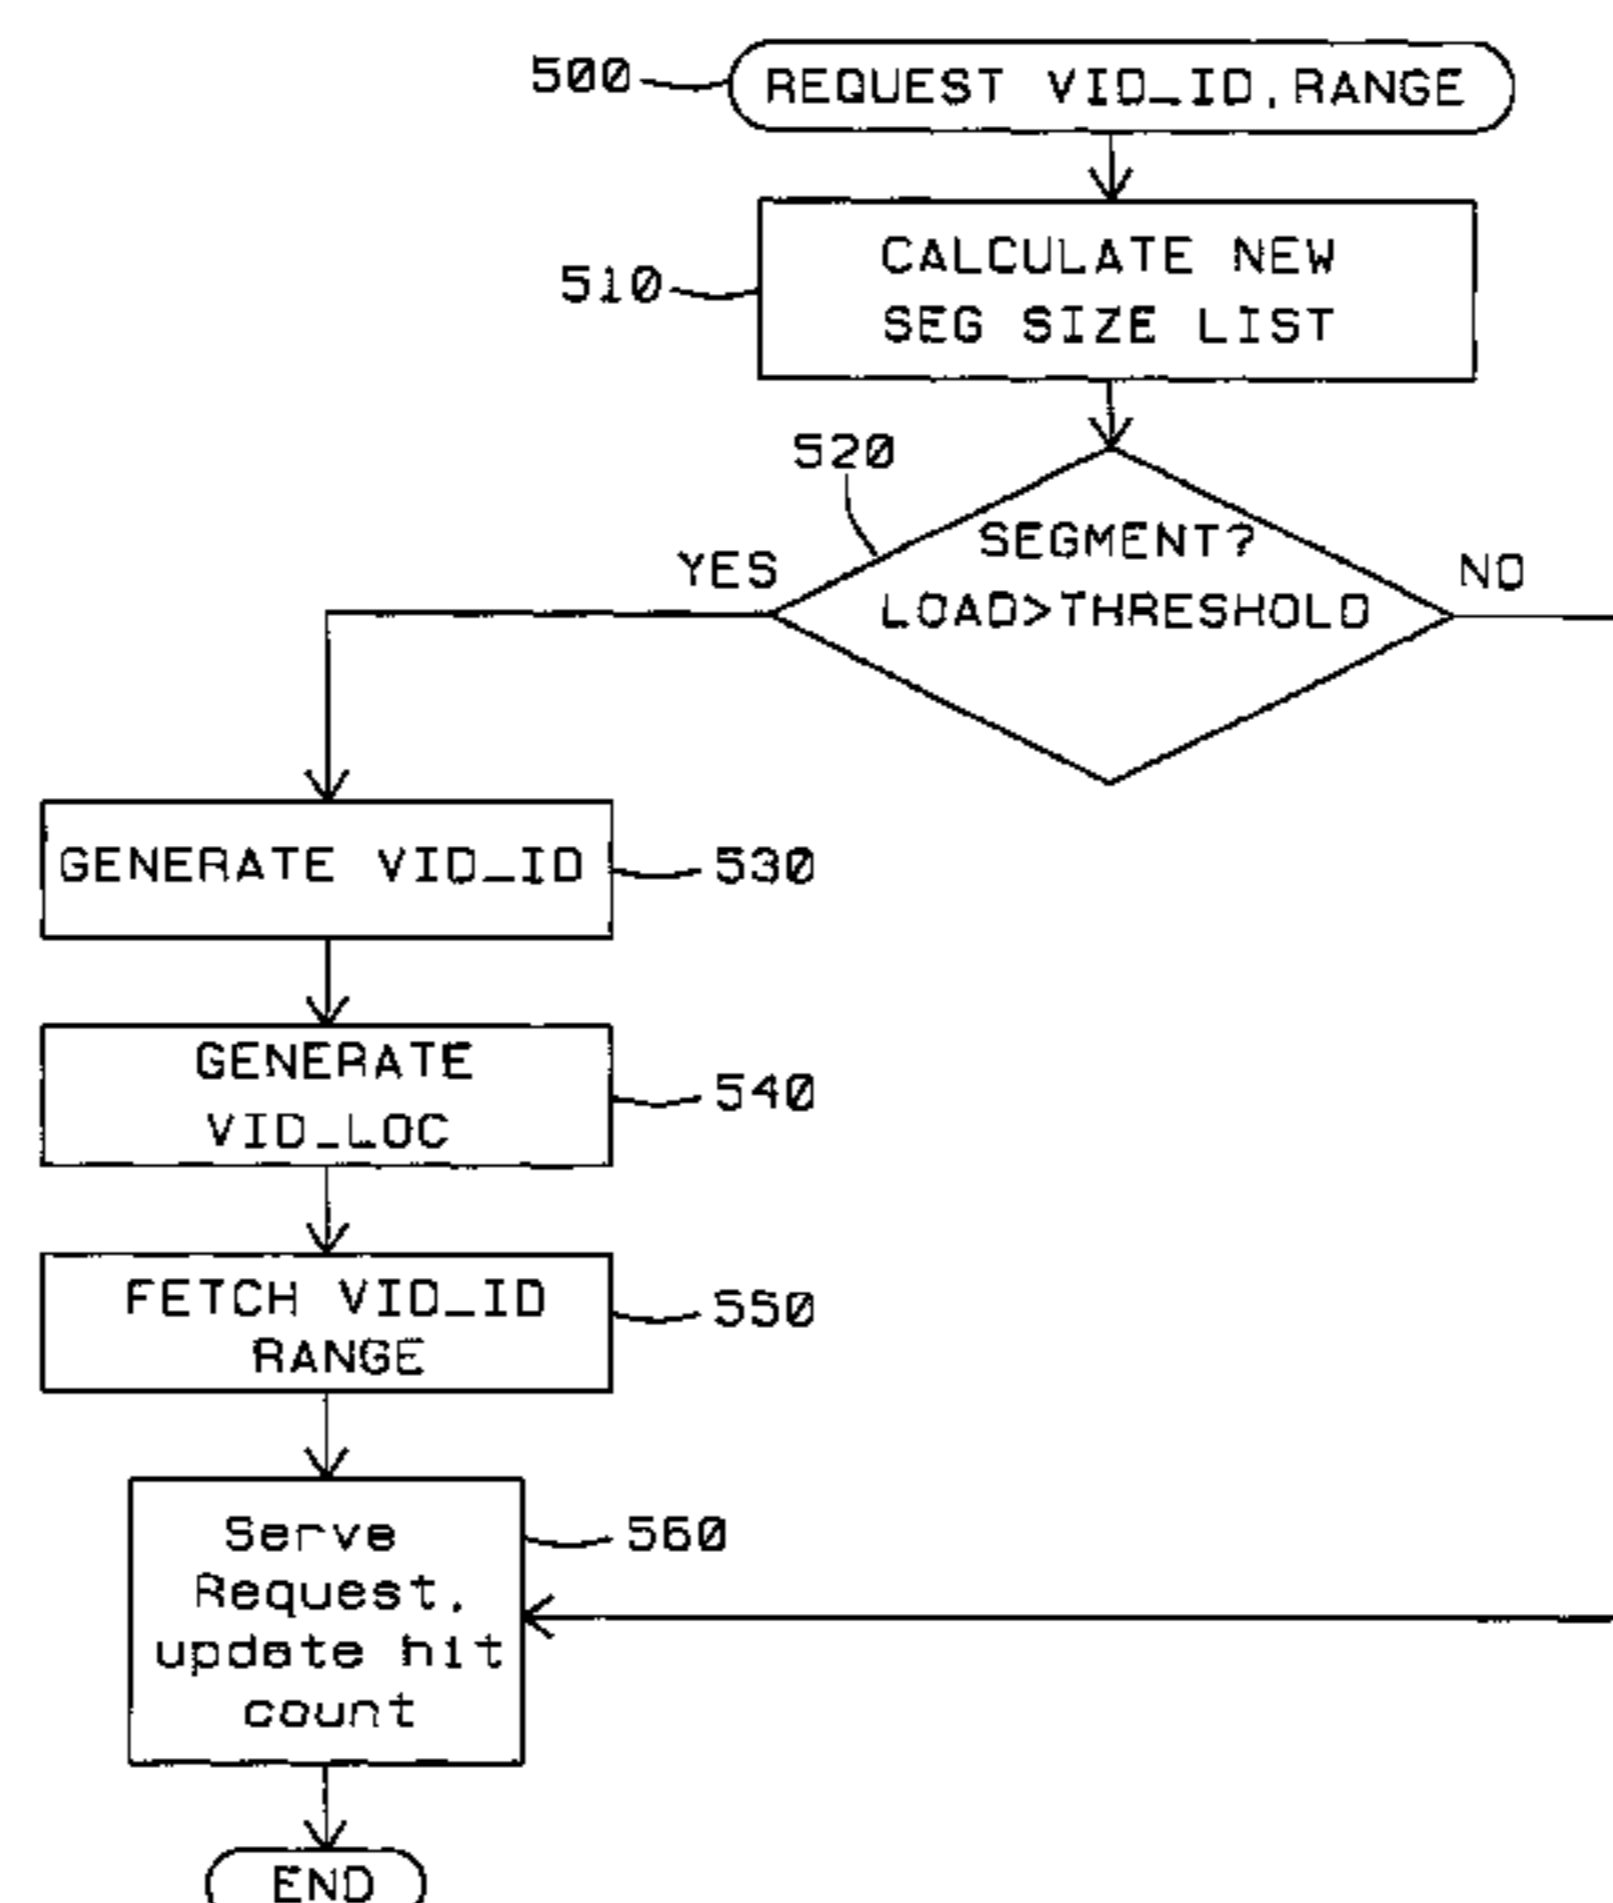 500
REQUEST VID_ID,RANGE
510
CALCULATE NEW
SEG SIZE LIST
520
SEGMENT?
LOAD>THRESHOLD
YES
NO
GENERATE VID_ID
530
GENERATE
VID_LOC
540
FETCH VID_ID
RANGE
550
Serve
Request,
update hit
count
560
END